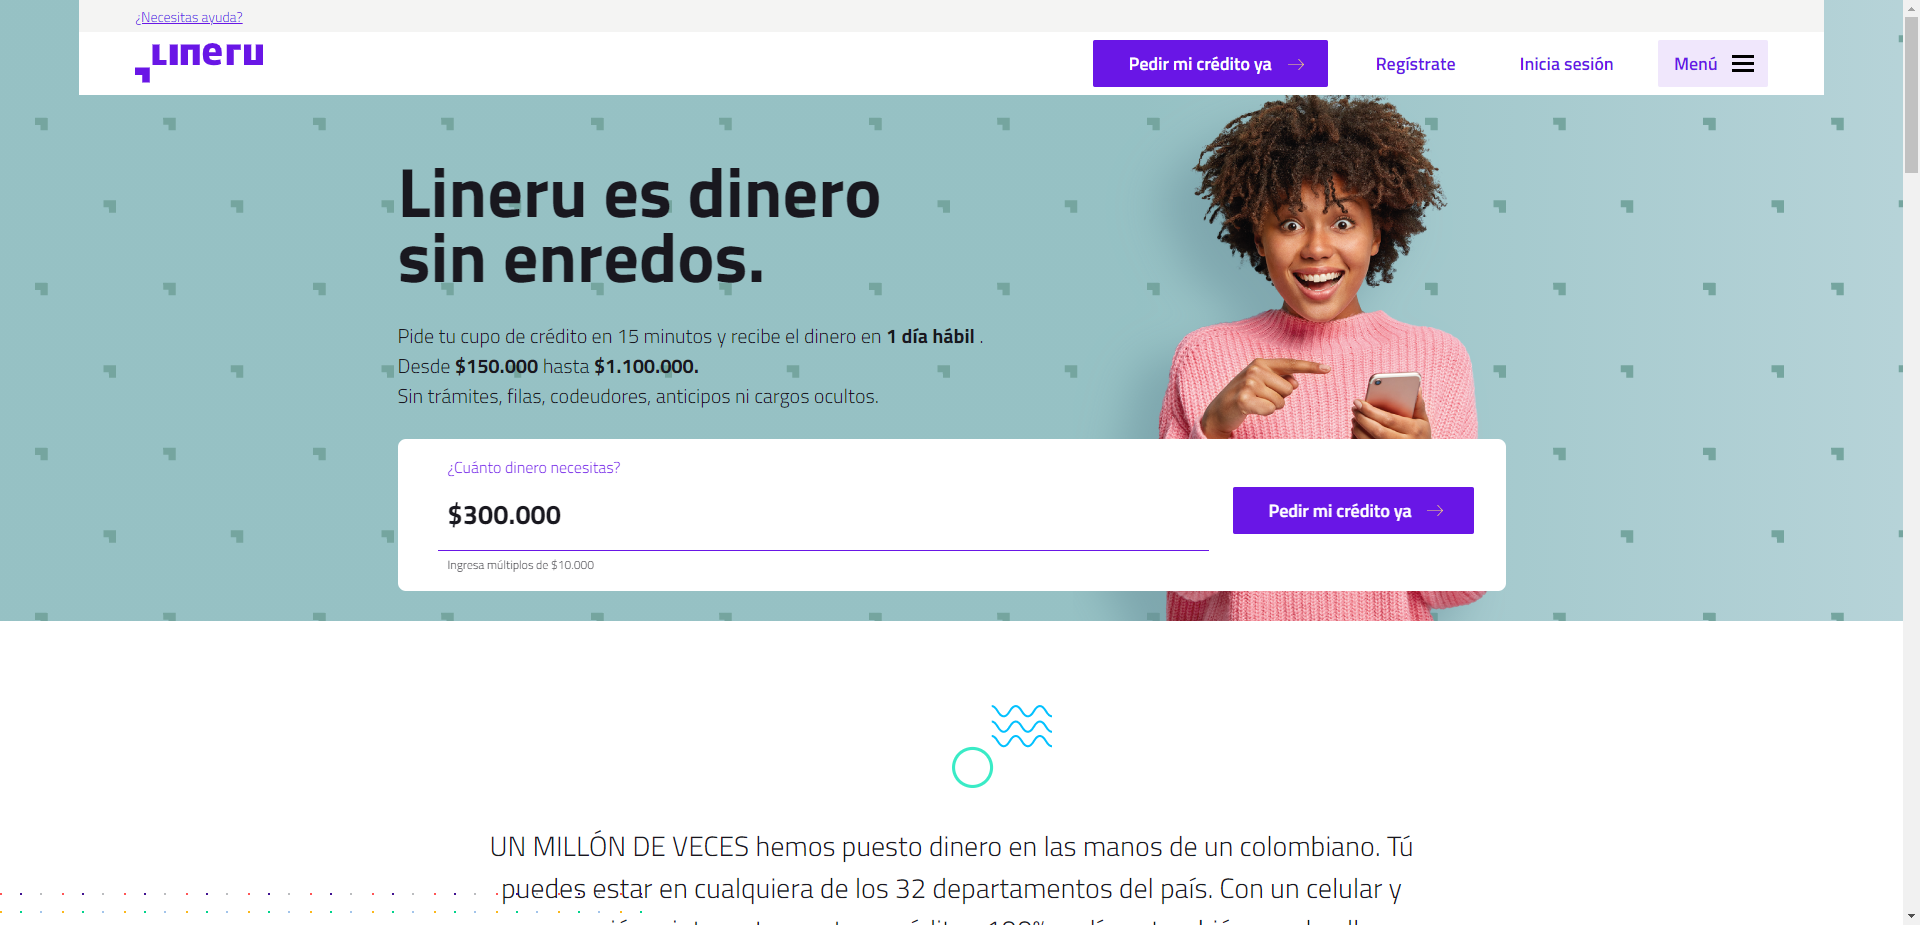 ¿Necesitas ayuda?
Lineru
Pedir mi crédito ya
Regístrate
Inicia sesión
Menú
Lineru es dinero
sin enredos.
Pide tu cupo de crédito en 15 minutos y recibe el dinero en 1 día hábil .
Desde $150.000 hasta $1.100.000.
Sin trámites, filas, codeudores, anticipos ni cargos ocultos.
¿Cuánto dinero necesitas?
$300.000
Pedir mi crédito ya
Ingresa múltiplos de $10.000
UN MILLÓN DE VECES hemos puesto dinero en las manos de un colombiano. Tú
puedes estar en cualquiera de los 32 departamentos del país. Con un celular y